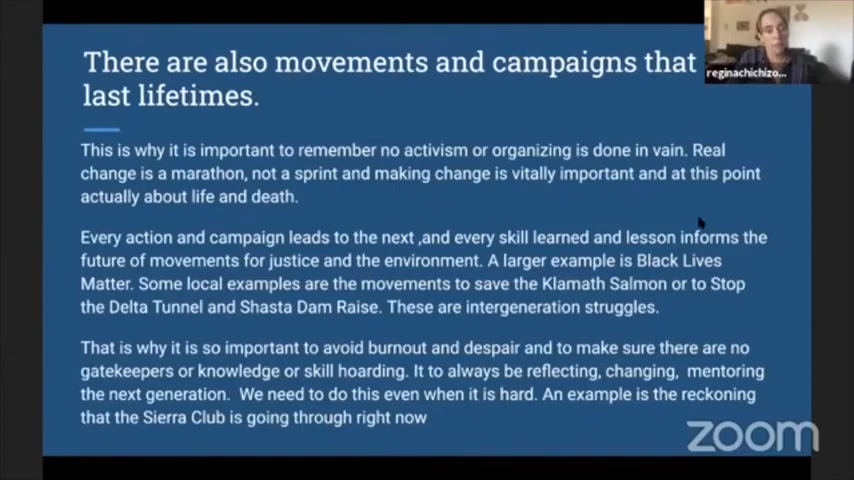 There are also movements and campaigns that
last lifetimes.
reginachichizo...
This is why it is important to remember no activism or organizing is done in vain. Real
change is a marathon, not a sprint and making change is vitally important and at this point
actually about life and death.
Every action and campaign leads to the next ,and every skill learned and lesson informs the
future of movements for justice and the environment. A larger example is Black Lives
Matter. Some local examples are the movements to save the Klamath Salmon or to Stop
the Delta Tunnel and Shasta Dam Raise. These are intergeneration struggles.
That is why it is so important to avoid burnout and despair and to make sure there are no
gatekeepers or knowledge or skill hoarding. It to always be reflecting, changing, mentoring
the next generation. We need to do this even when it is hard. An example is the reckoning
that the Sierra Club is going through right now
zoom